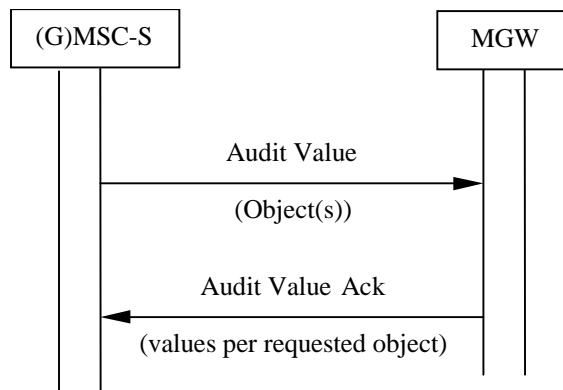 (G)MSC-S
MGW
Audit Value
(Object(s))
Audit Value Ack
(values per requested object)